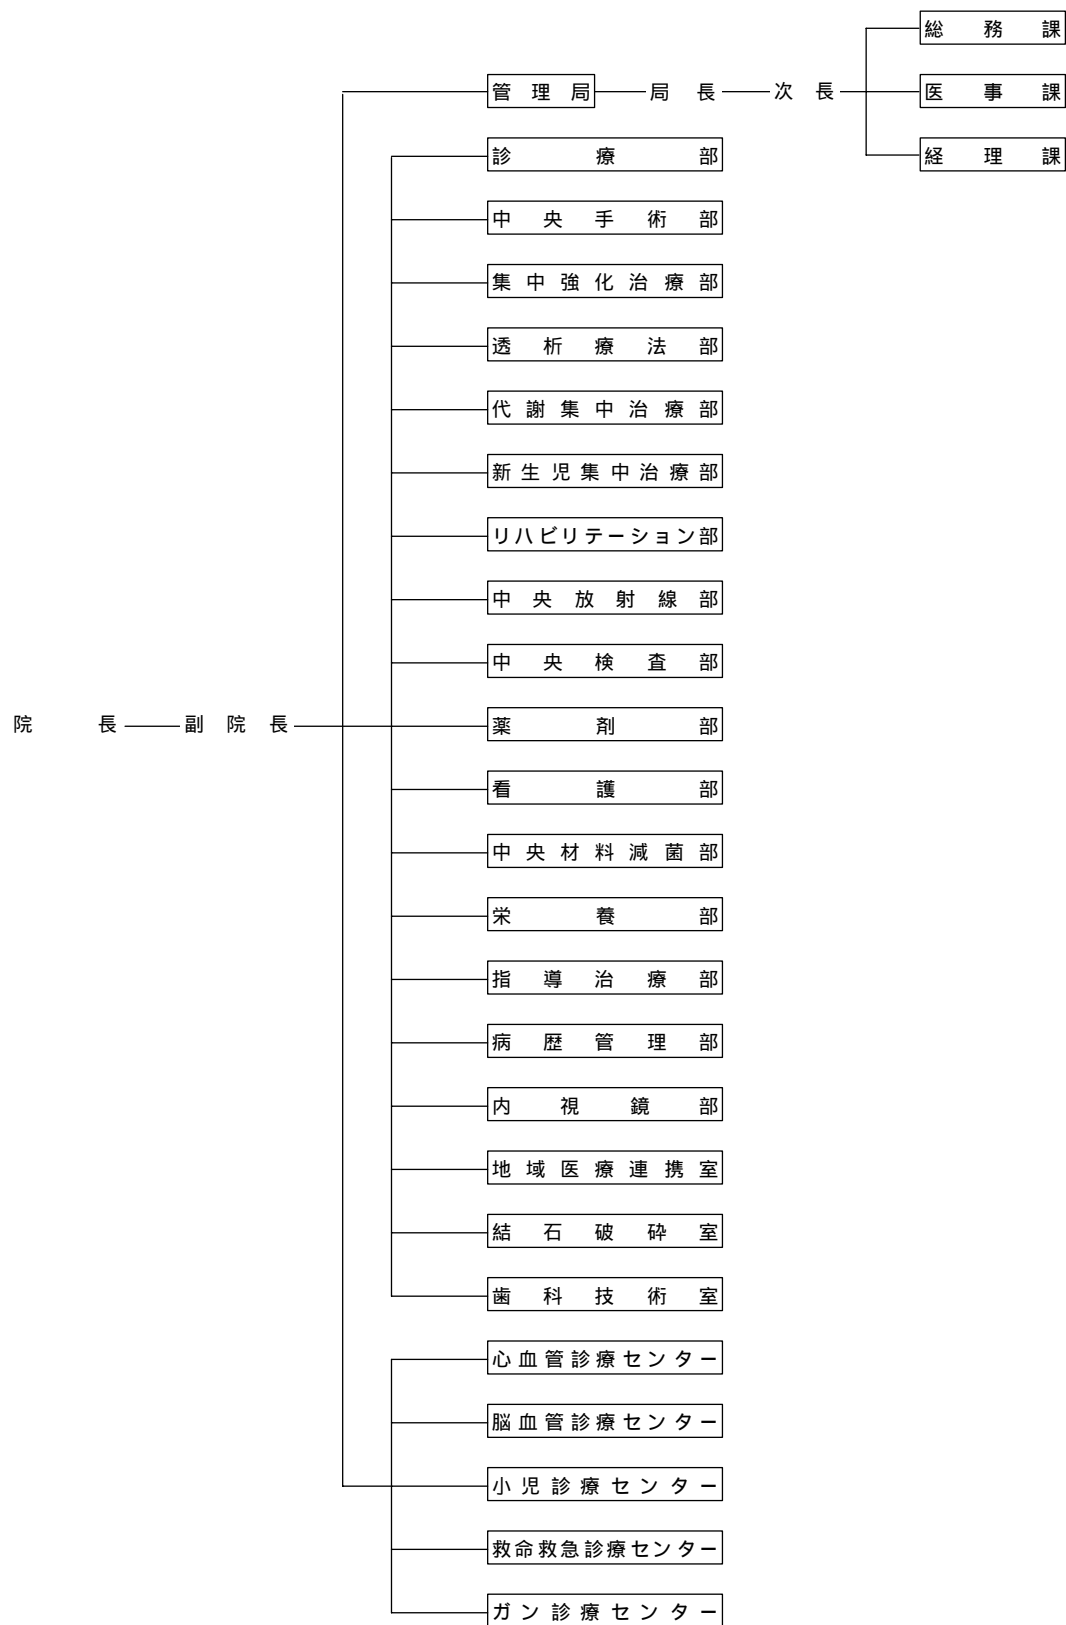 総務課
管理局 局長 次長 医事課
診療部 経理課
中央手術部
集中強化治療部
透析療法部
代謝集中治療部
新生児集中治療部
リハビリテーション部
中央放射線部
中央検査部
院長 副院長 薬剤部
看護部
中央材料減菌部
栄養部
指導治療部
病歴管理部
内視鏡部
地域医療連携室
結石破砕室
歯科技術室
心血管診療センター
脳血管診療センター
小児診療センター
救命救急診療センター
ガン診療センター